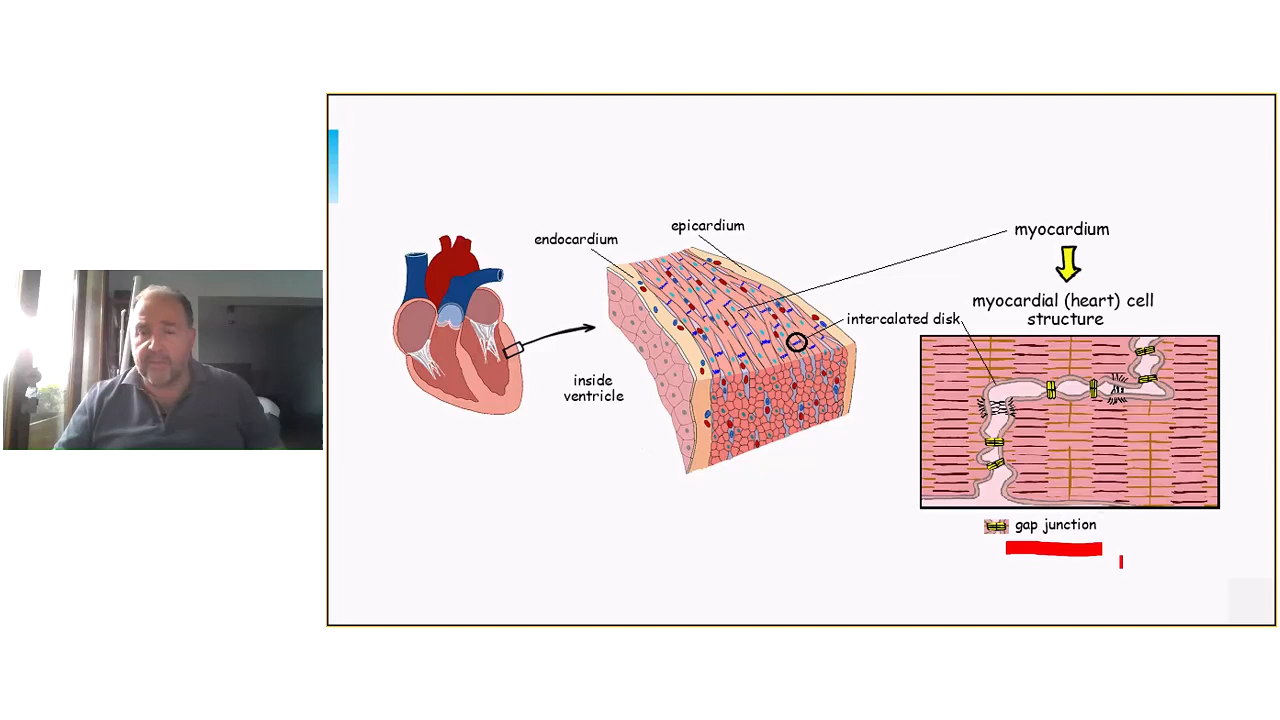 endocardium
epicardium
myocardium
myocardial (heart) cell
structure
intercalated disk
inside
ventricle
gap junction